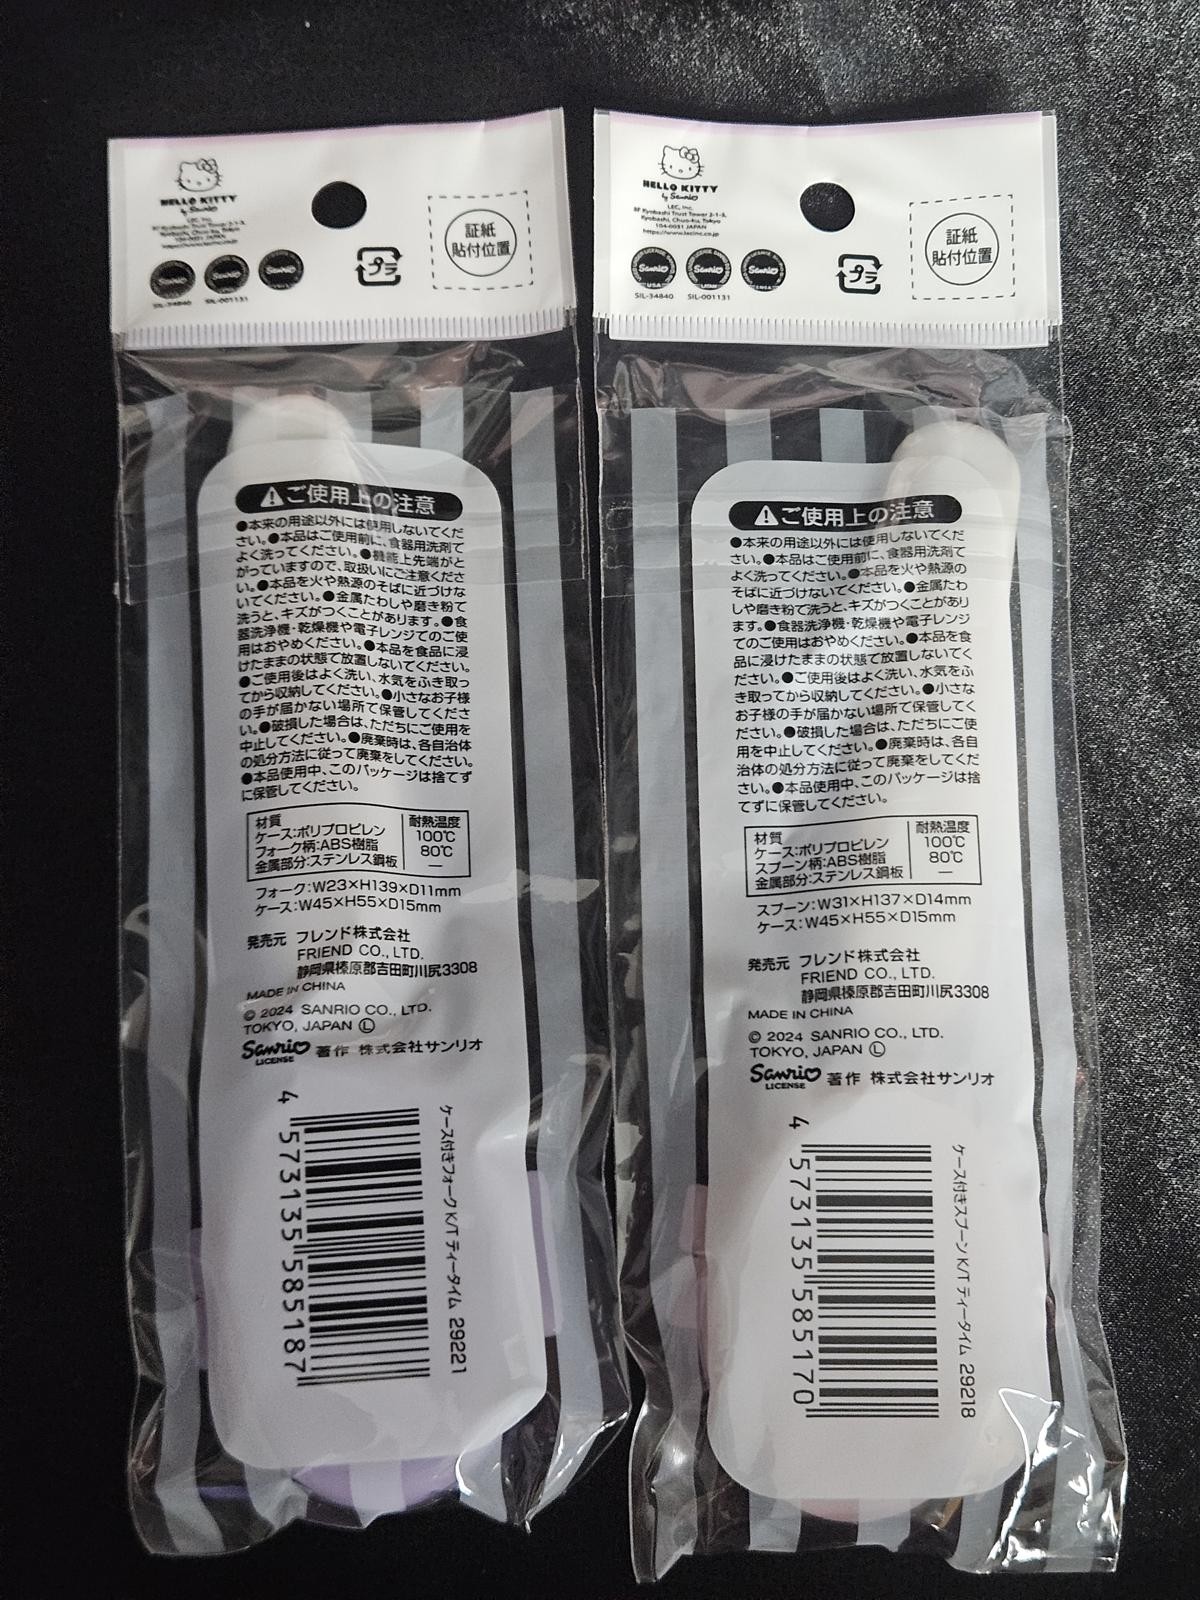 HELLO KITTY
by Sanrio
LEC, Inc.
8F Kyobashi Trust Tower 2-1-3,
Kyobashi, Chuo-ku, Tokyo
104-0031 JAPAN
https://www.lecinc.co.jp
Sanrio
Sanrio
Sanrio
SIL-34840 SIL-001131
プラ
証紙
貼付位置
ご使用上の注意
●本来の用途以外には使用しないでくだ
さい。●本品はご使用前に、食器用洗剤で
よく洗ってください。●機能上先端がと
がっていますので、取扱いにご注意くださ
い。●本品を火や熱源のそばに近づけな
いでください。●金属たわしや磨き粉で
洗うと、キズがつくことがあります。●食
器洗浄機・乾燥機や電子レンジでのご使
用はおやめください。●本品を食品に浸
けたままの状態で放置しないでください。
●ご使用後はよく洗い、水気をふき取っ
てから収納してください。●小さなお子様
の手が届かない場所で保管してくださ
い。●破損した場合は、ただちにご使用を
中止してください。●廃棄時は、各自治体
の処分方法に従って廃棄をしてください。
●本品使用中、このパッケージは捨てず
に保管してください。
材質 耐熱温度
ケース:ポリプロピレン 100℃
フォーク柄:ABS樹脂 80℃
金属部分:ステンレス鋼板 ―
フォーク:W23×H139×D11mm
ケース:W45×H55×D15mm
発売元 フレンド株式会社
FRIEND CO., LTD.
静岡県榛原郡吉田町川尻3308
MADE IN CHINA
© 2024 SANRIO CO., LTD.
TOKYO, JAPAN Ⓛ
Sanrio 著作 株式会社サンリオ
LICENSE
ケース付きフォーク K/T ティータイム 29221
4 573135 585187
HELLO KITTY
by Sanrio
LEC, Inc.
8F Kyobashi Trust Tower 2-1-3,
Kyobashi, Chuo-ku, Tokyo
104-0031 JAPAN
https://www.lecinc.co.jp
Sanrio
USA
Sanrio
LATAM
Sanrio
SIL-34840 SIL-001131
プラ
証紙
貼付位置
ご使用上の注意
●本来の用途以外には使用しないでくだ
さい。●本品はご使用前に、食器用洗剤で
よく洗ってください。●本品を火や熱源の
そばに近づけないでください。●金属たわ
しや磨き粉で洗うと、キズがつくことがあり
ます。●食器洗浄機・乾燥機や電子レンジ
でのご使用はおやめください。●本品を食
品に浸けたままの状態で放置しないでく
ださい。●ご使用後はよく洗い、水気をふ
き取ってから収納してください。●小さな
お子様の手が届かない場所で保管してく
ださい。●破損した場合は、ただちにご使
用を中止してください。●廃棄時は、各自
治体の処分方法に従って廃棄をしてくだ
さい。●本品使用中、このパッケージは捨
てずに保管してください。
材質 耐熱温度
ケース:ポリプロピレン 100℃
スプーン柄:ABS樹脂 80℃
金属部分:ステンレス鋼板 ―
スプーン:W31×H137×D14mm
ケース:W45×H55×D15mm
発売元 フレンド株式会社
FRIEND CO., LTD.
静岡県榛原郡吉田町川尻3308
MADE IN CHINA
© 2024 SANRIO CO., LTD.
TOKYO, JAPAN Ⓛ
Sanrio 著作 株式会社サンリオ
LICENSE
ケース付きスプーン K/T ティータイム 29218
4 573135 585170